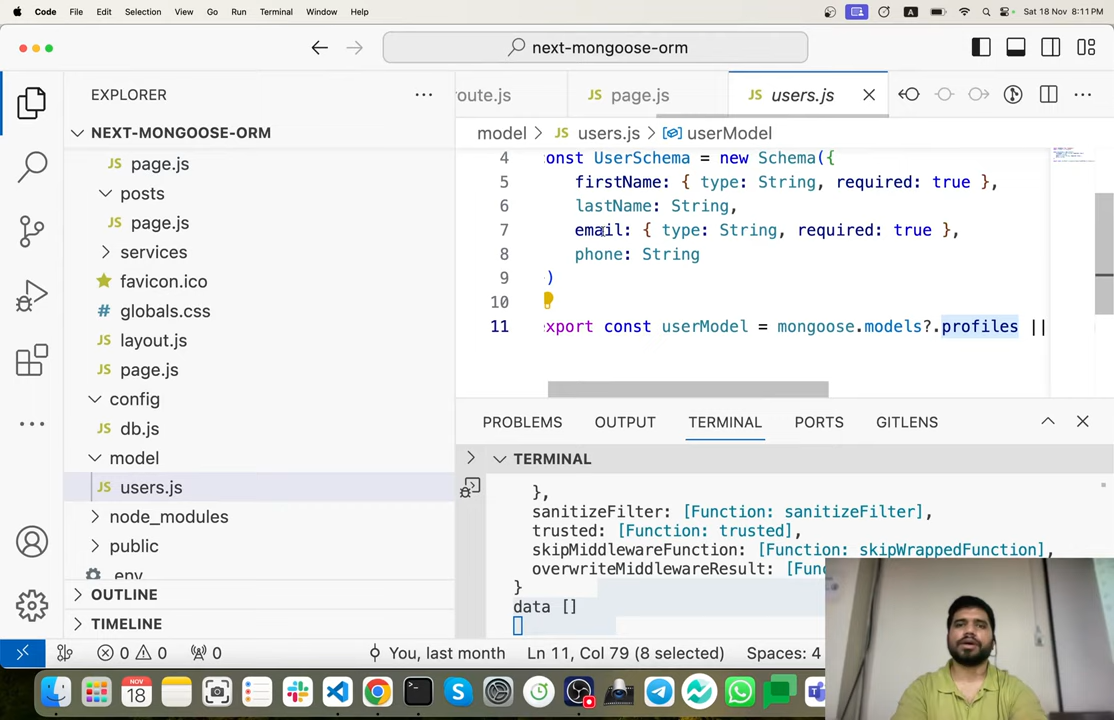 Code File Edit Selection View Go Run Terminal Window Help A Sat 18 Nov 8:11 PM
next-mongoose-orm
EXPLORER
route.js page.js users.js
NEXT-MONGOOSE-ORM
model > users.js > userModel
page.js
posts
page.js
services
favicon.ico
globals.css
layout.js
page.js
config
db.js
model
users.js
node_modules
public
.env
OUTLINE
TIMELINE
4 onst UserSchema = new Schema({
5 firstName: { type: String, required: true },
6 lastName: String,
7 email: { type: String, required: true },
8 phone: String
9 )
10
11 export const userModel = mongoose.models?.profiles ||
PROBLEMS OUTPUT TERMINAL PORTS GITLENS
TERMINAL
},
sanitizeFilter: [Function: sanitizeFilter],
trusted: [Function: trusted],
skipMiddlewareFunction: [Function: skipWrappedFunction],
overwriteMiddlewareResult: [Func
}
data []
0 0 0 You, last month Ln 11, Col 79 (8 selected) Spaces: 4
NOV
18